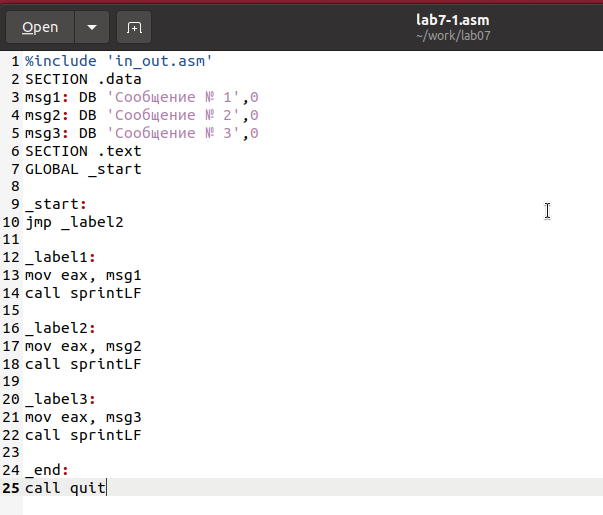 Open
lab7-1.asm
~/work/lab07
1 %include 'in_out.asm'
2 SECTION .data
3 msg1: DB 'Сообщение № 1',0
4 msg2: DB 'Сообщение № 2',0
5 msg3: DB 'Сообщение № 3',0
6 SECTION .text
7 GLOBAL _start
8
9 _start:
10 jmp _label2
11
12 _label1:
13 mov eax, msg1
14 call sprintLF
15
16 _label2:
17 mov eax, msg2
18 call sprintLF
19
20 _label3:
21 mov eax, msg3
22 call sprintLF
23
24 _end:
25 call quit